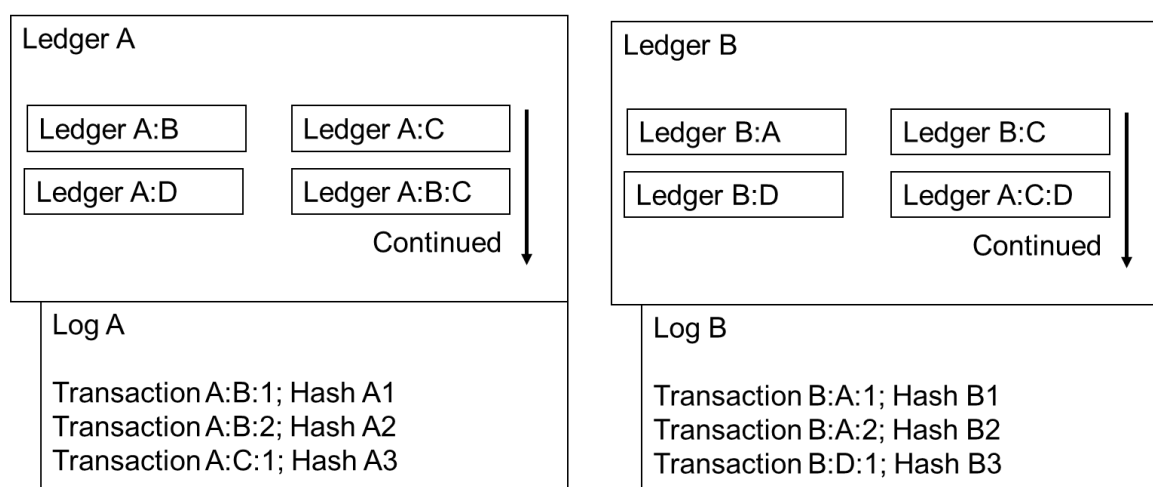 Ledger A
Ledger A:B
Ledger A:C
Ledger A:D
Ledger A:B:C
Continued
Log A
Transaction A:B:1; Hash A1
Transaction A:B:2; Hash A2
Transaction A:C:1; Hash A3
Ledger B
Ledger B:A
Ledger B:C
Ledger B:D
Ledger A:C:D
Continued
Log B
Transaction B:A:1; Hash B1
Transaction B:A:2; Hash B2
Transaction B:D:1; Hash B3